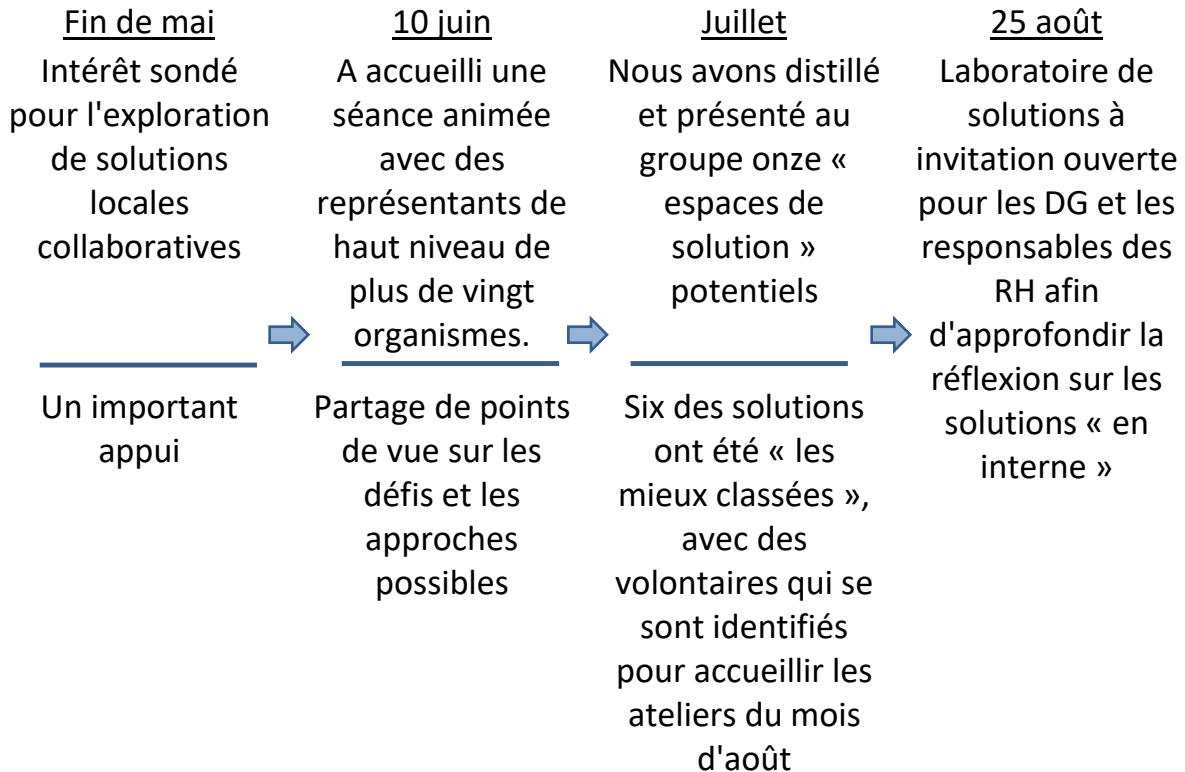 Fin de mai
Intérêt sondé
pour l'exploration
de solutions
locales
collaboratives
Un important
appui
10 juin
A accueilli une
séance animée
avec des
représentants de
haut niveau de
plus de vingt
organismes.
Partage de points
de vue sur les
défis et les
approches
possibles
Juillet
Nous avons distillé
et présenté au
groupe onze «
espaces de
solution »
potentiels
Six des solutions
ont été « les
mieux classées »,
avec des
volontaires qui se
sont identifiés
pour accueillir les
ateliers du mois
d'août
25 août
Laboratoire de
solutions à
invitation ouverte
pour les DG et les
responsables des
RH afin
d'approfondir la
réflexion sur les
solutions « en
interne »